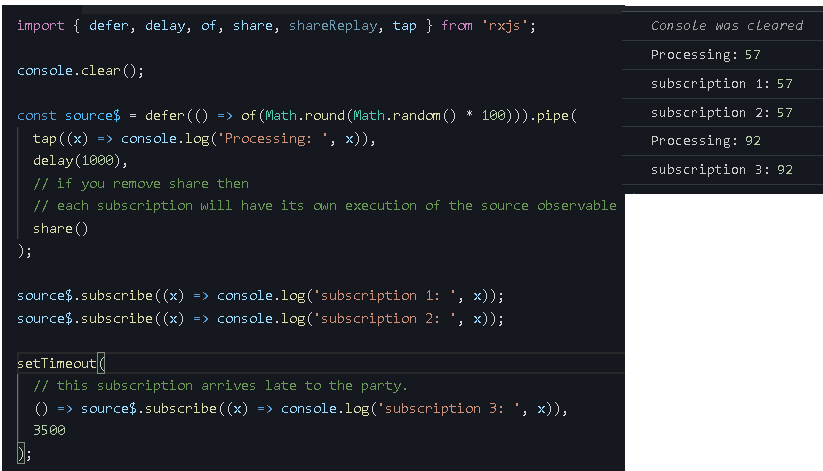 import { defer, delay, of, share, shareReplay, tap } from 'rxjs';
console.clear();
const source$ = defer(() => of(Math.round(Math.random() * 100))).pipe(
tap((x) => console.log('Processing: ', x)),
delay(1000),
// if you remove share then
// each subscription will have its own execution of the source observable
share()
);
source$.subscribe((x) => console.log('subscription 1: ', x));
source$.subscribe((x) => console.log('subscription 2: ', x));
setTimeout(
// this subscription arrives late to the party.
() => source$.subscribe((x) => console.log('subscription 3: ', x)),
3500
);
Console was cleared
Processing: 57
subscription 1: 57
subscription 2: 57
Processing: 92
subscription 3: 92